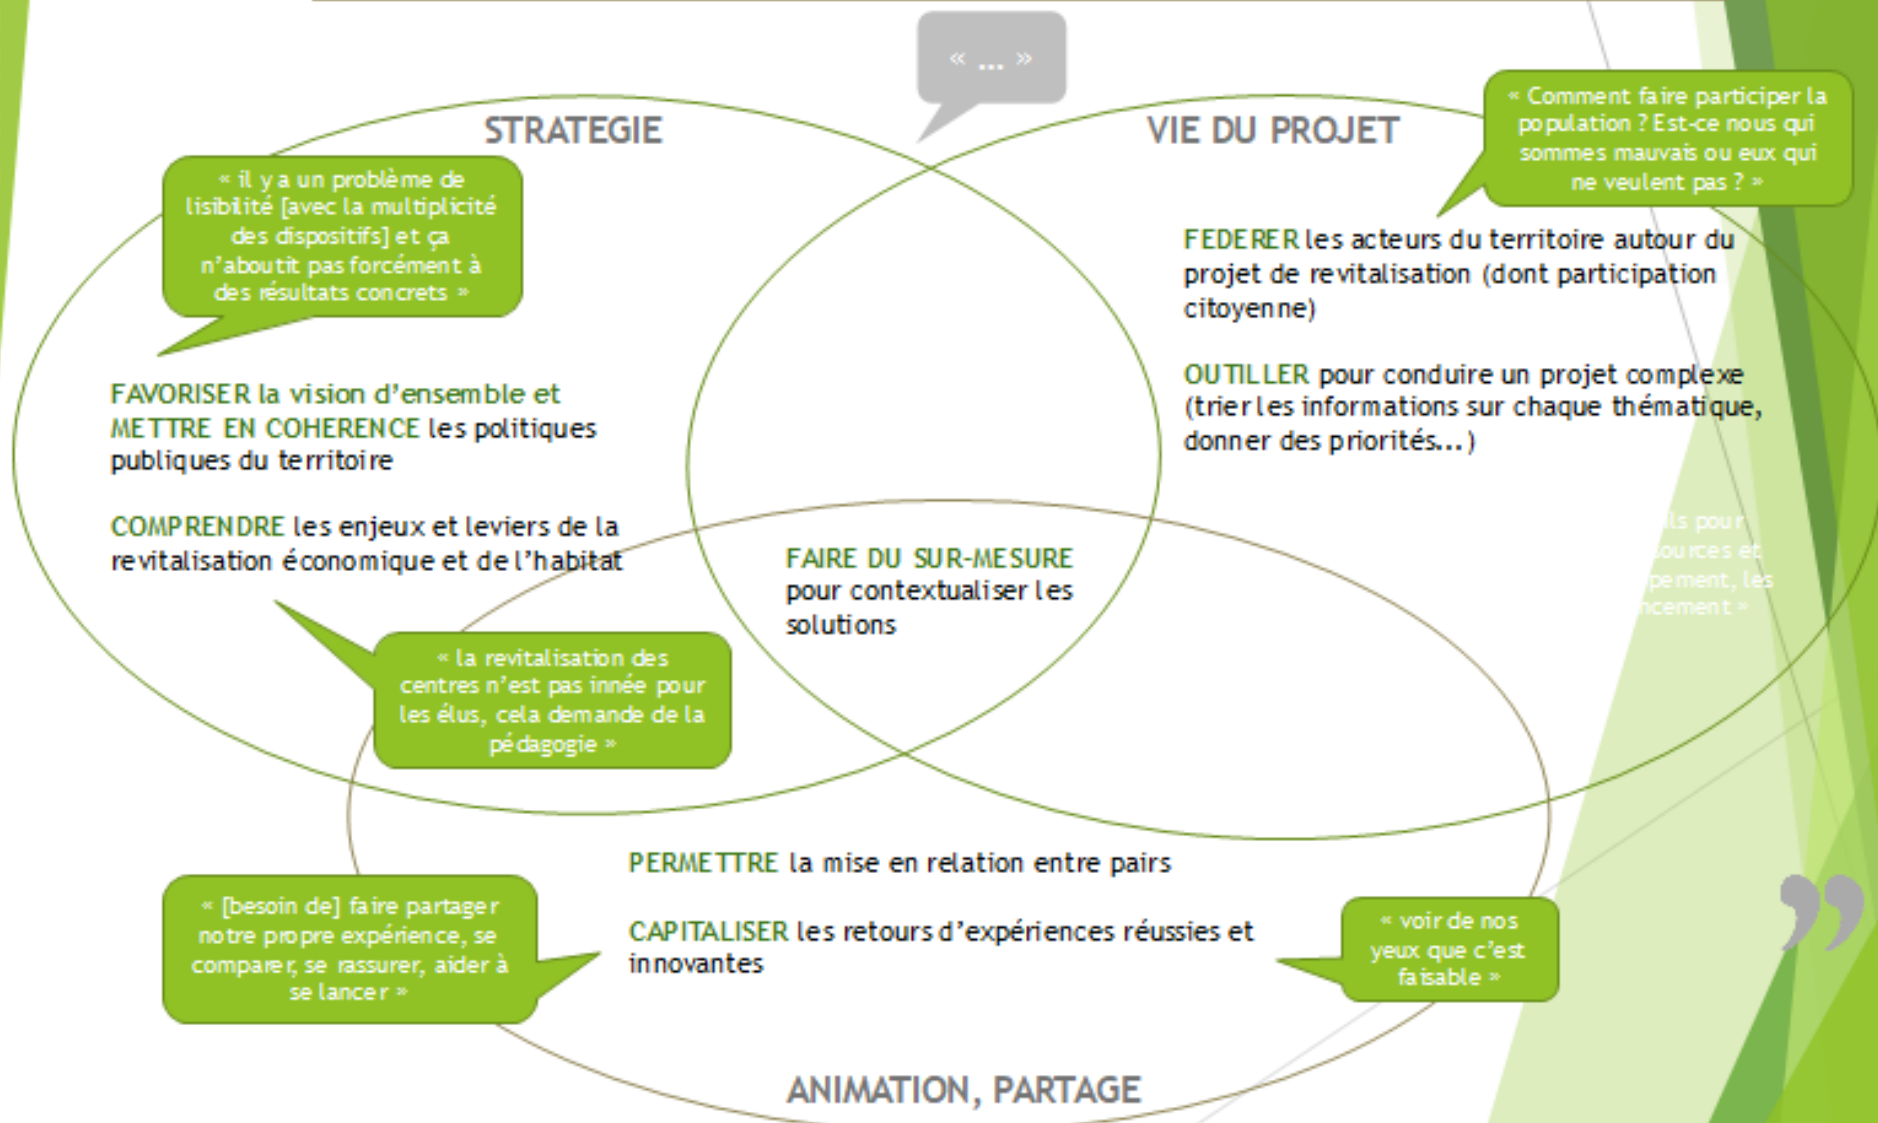 « ... »
STRATEGIE
VIE DU PROJET
« Comment faire participer la
population ? Est-ce nous qui
sommes mauvais ou eux qui
ne veulent pas ? »
« il y a un problème de
lisibilité [avec la multiplicité
des dispositifs] et ça
n’aboutit pas forcément à
des résultats concrets »
FEDERER les acteurs du territoire autour du
projet de revitalisation (dont participation
citoyenne)
OUTILLER pour conduire un projet complexe
(trier les informations sur chaque thématique,
donner des priorités...)
FAVORISER la vision d’ensemble et
METTRE EN COHERENCE les politiques
publiques du territoire
COMPRENDRE les enjeux et leviers de la
revitalisation économique et de l’habitat
pour
et
les
»
FAIRE DU SUR-MESURE
pour contextualiser les
solutions
« la revitalisation des
centres n’est pas innée pour
les élus, cela demande de la
pédagogie »
PERMETTRE la mise en relation entre pairs
CAPITALISER les retours d’expériences réussies et
innovantes
« [besoin de] faire partager
notre propre expérience, se
comparer, se rassurer, aider à
se lancer »
« voir de nos
yeux que c’est
faisable »
”
ANIMATION, PARTAGE